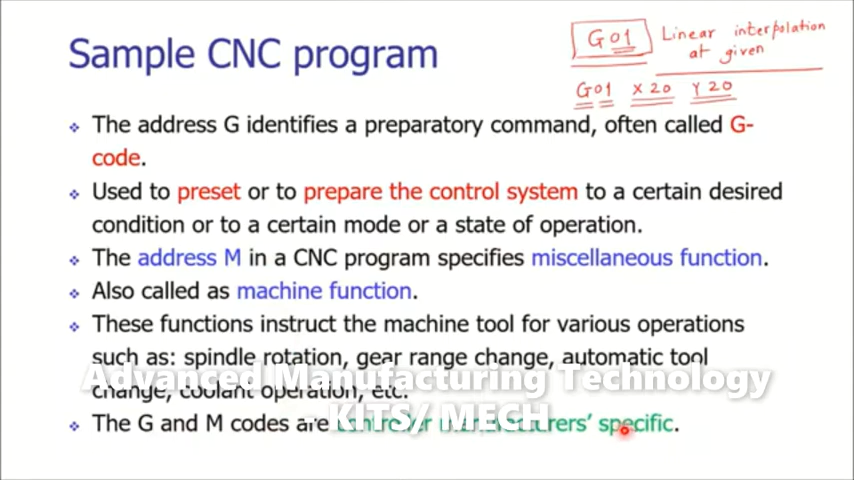 Sample CNC program
G01 Linear interpolation
at given
G01 X20 Y20
❖ The address G identifies a preparatory command, often called G-
code.
❖ Used to preset or to prepare the control system to a certain desired
condition or to a certain mode or a state of operation.
❖ The address M in a CNC program specifies miscellaneous function.
❖ Also called as machine function.
❖ These functions instruct the machine tool for various operations
such as: spindle rotation, gear range change, automatic tool
Advanced Manufacturing Technology
change, coolant operation, etc.
- KITS/ MECH
❖ The G and M codes are controller manufacturers' specific.